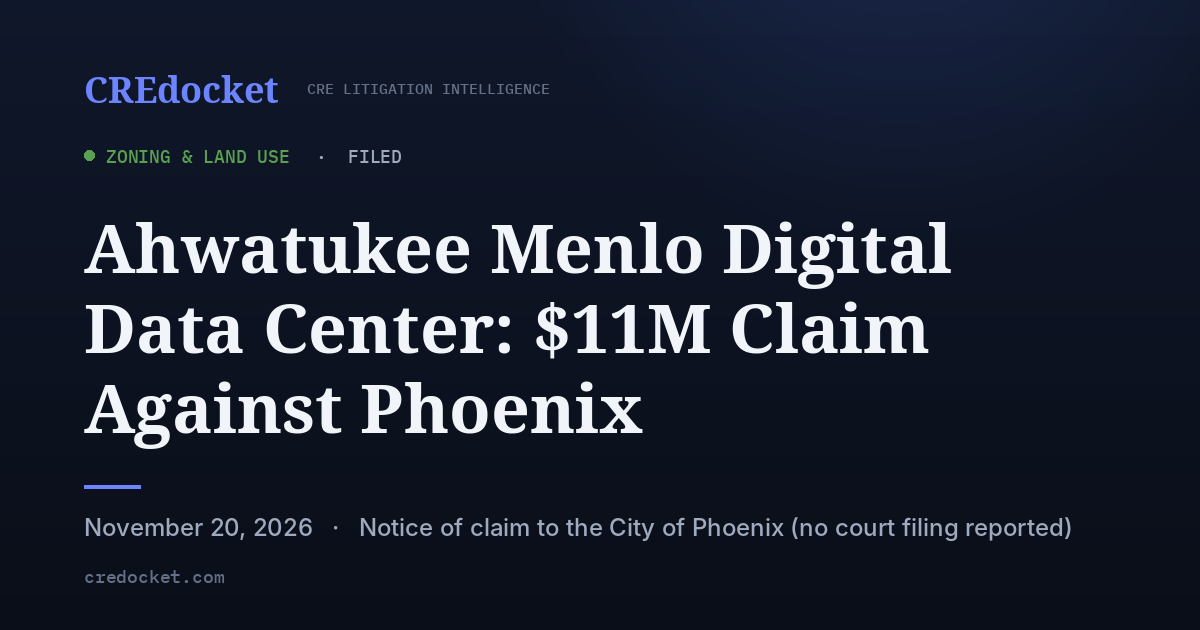 CREdocket CRE LITIGATION INTELLIGENCE
ZONING & LAND USE · FILED
Ahwatukee Menlo Digital
Data Center: $11M Claim
Against Phoenix
November 20, 2026 · Notice of claim to the City of Phoenix (no court filing reported)
credocket.com